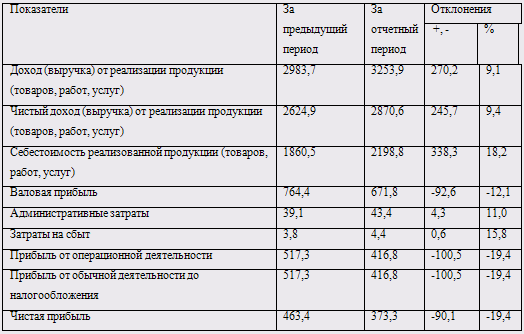 Показатели За За Отклонения
предыдущий отчетный +, - %
период период
Доход (выручка) от реализации продукции 2983,7 3253,9 270,2 9,1
(товаров, работ, услуг)
Чистый доход (выручка) от реализации продукции 2624,9 2870,6 245,7 9,4
(товаров, работ, услуг)
Себестоимость реализованной продукции (товаров, 1860,5 2198,8 338,3 18,2
работ, услуг)
Валовая прибыль 764,4 671,8 -92,6 -12,1
Административные затраты 39,1 43,4 4,3 11,0
Затраты на сбыт 3,8 4,4 0,6 15,8
Прибыль от операционной деятельности 517,3 416,8 -100,5 -19,4
Прибыль от обычной деятельности до 517,3 416,8 -100,5 -19,4
налогообложения
Чистая прибыль 463,4 373,3 -90,1 -19,4